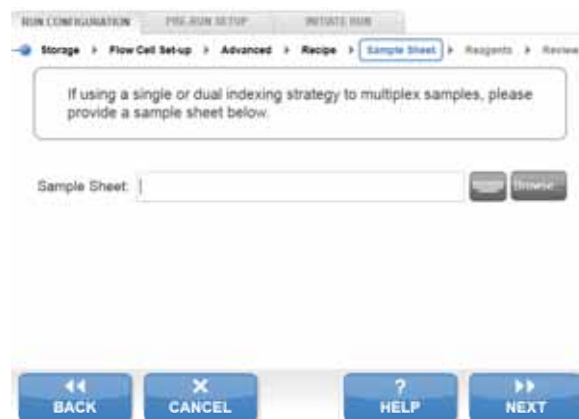 RUN CONFIGURATION PRE-RUN SETUP INITIATE RUN
Storage Flow Cell Set-up Advanced Recipe Sample Sheet Reagents Review
If using a single or dual indexing strategy to multiplex samples, please
provide a sample sheet below.
Sample Sheet: Browse...
BACK CANCEL ? HELP NEXT